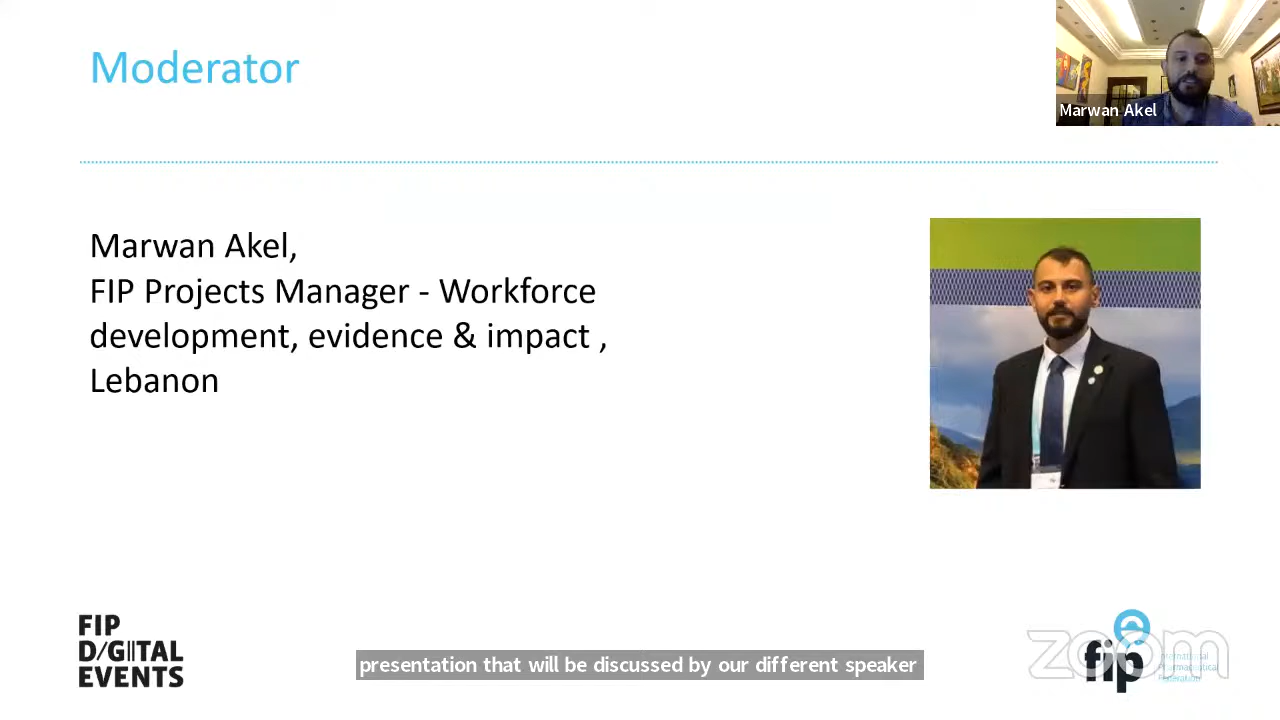 Moderator
Marwan Akel
Marwan Akel,
FIP Projects Manager - Workforce
development, evidence & impact ,
Lebanon
FIP
D/GITAL
EVENTS
presentation that will be discussed by our different speaker
zoom
fip
International
Pharmaceutical
Federation